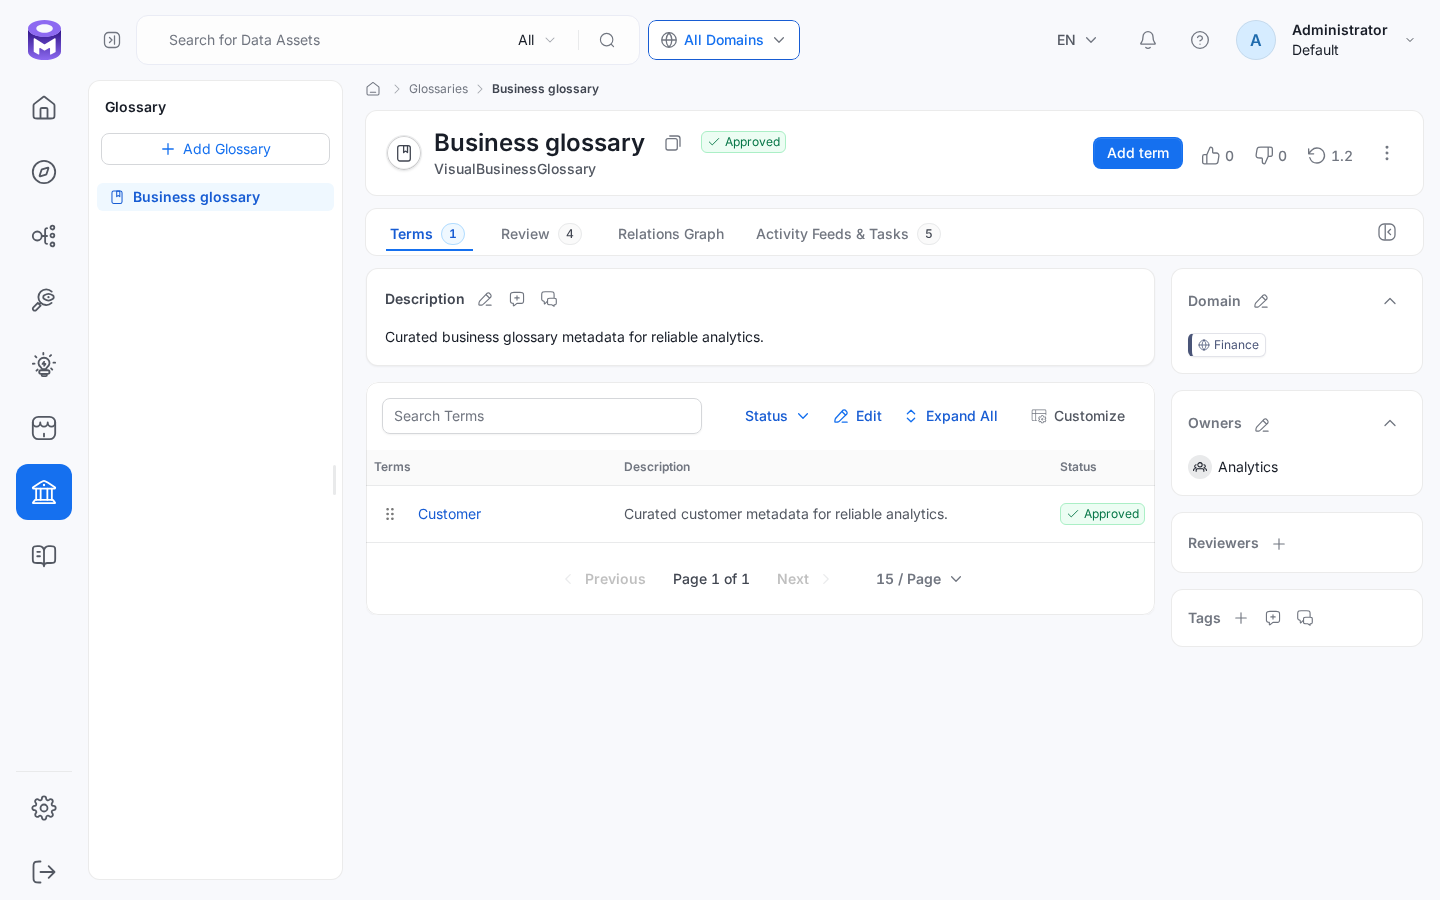 Search for Data Assets
All
All Domains
EN
A
Administrator
Default
Glossary
Add Glossary
Business glossary
Glossaries
Business glossary
Business glossary
Approved
VisualBusinessGlossary
Add term
0
0
1.2
Terms 1
Review 4
Relations Graph
Activity Feeds & Tasks 5
Description
Curated business glossary metadata for reliable analytics.
Search Terms
Status
Edit
Expand All
Customize
Terms
Description
Status
Customer
Curated customer metadata for reliable analytics.
Approved
Previous
Page 1 of 1
Next
15 / Page
Domain
Finance
Owners
Analytics
Reviewers
Tags